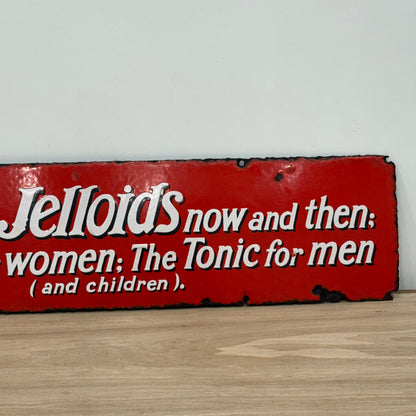 Jelloids now and then;
women; The Tonic for men
(and children).